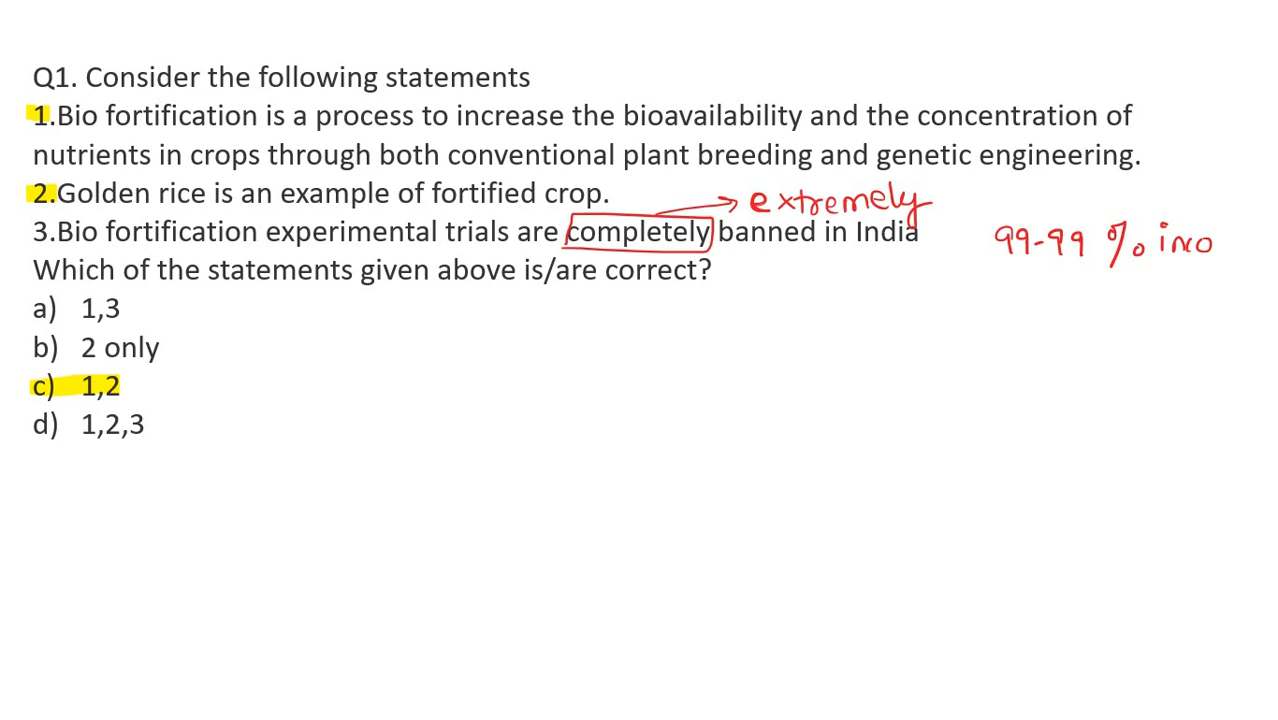 Q1. Consider the following statements
1.Bio fortification is a process to increase the bioavailability and the concentration of
nutrients in crops through both conventional plant breeding and genetic engineering.
2.Golden rice is an example of fortified crop.
extremely
3.Bio fortification experimental trials are completely banned in India
99-99 % inco
Which of the statements given above is/are correct?
a) 1,3
b) 2 only
c) 1,2
d) 1,2,3